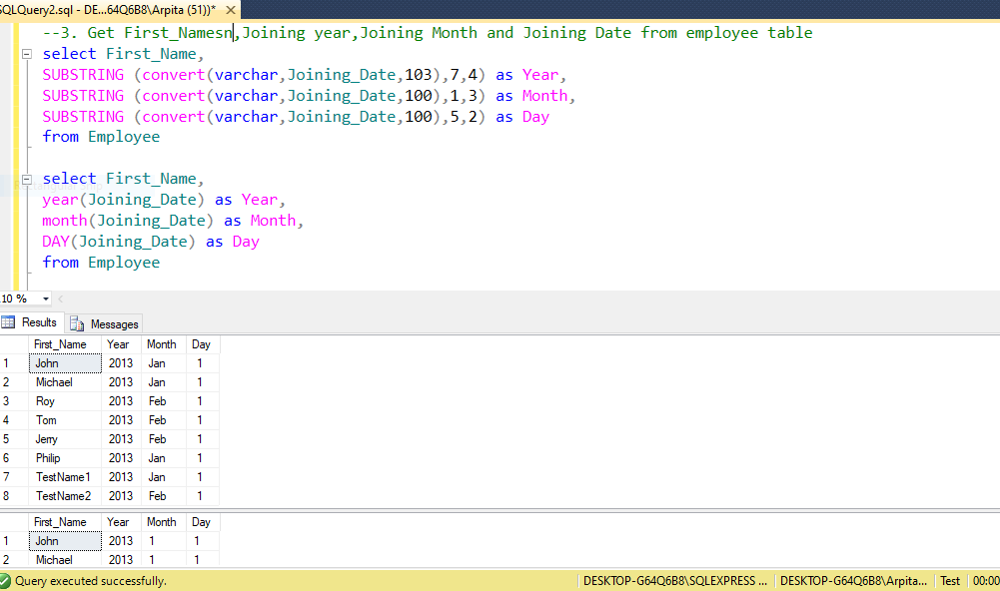 SQLQuery2.sql - DE...64Q6B8\Arpita (51))* ✕
--3. Get First_Namesn,Joining year,Joining Month and Joining Date from employee table
select First_Name,
SUBSTRING (convert(varchar,Joining_Date,103),7,4) as Year,
SUBSTRING (convert(varchar,Joining_Date,100),1,3) as Month,
SUBSTRING (convert(varchar,Joining_Date,100),5,2) as Day
from Employee
select First_Name,
year(Joining_Date) as Year,
month(Joining_Date) as Month,
DAY(Joining_Date) as Day
from Employee
10 %
Results Messages
First_Name Year Month Day
1 John 2013 Jan 1
2 Michael 2013 Jan 1
3 Roy 2013 Feb 1
4 Tom 2013 Feb 1
5 Jerry 2013 Feb 1
6 Philip 2013 Jan 1
7 TestName1 2013 Jan 1
8 TestName2 2013 Feb 1
First_Name Year Month Day
1 John 2013 1 1
2 Michael 2013 1 1
Query executed successfully. DESKTOP-G64Q6B8\SQLEXPRESS ... DESKTOP-G64Q6B8\Arpita... Test 00:00